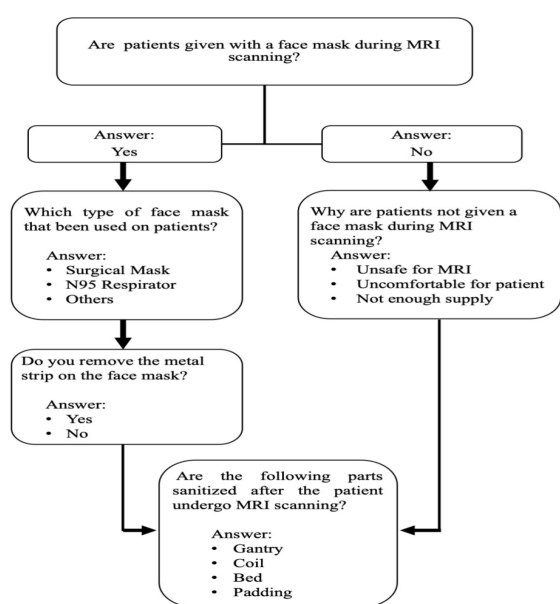 Are patients given with a face mask during MRI
scanning?
Answer:
Yes
Answer:
No
Which type of face mask
that been used on patients?
Answer:
• Surgical Mask
• N95 Respirator
• Others
Why are patients not given a
face mask during MRI
scanning?
Answer:
• Unsafe for MRI
• Uncomfortable for patient
• Not enough supply
Do you remove the metal
strip on the face mask?
Answer:
• Yes
• No
Are the following parts
sanitized after the patient
undergo MRI scanning?
Answer:
• Gantry
• Coil
• Bed
• Padding